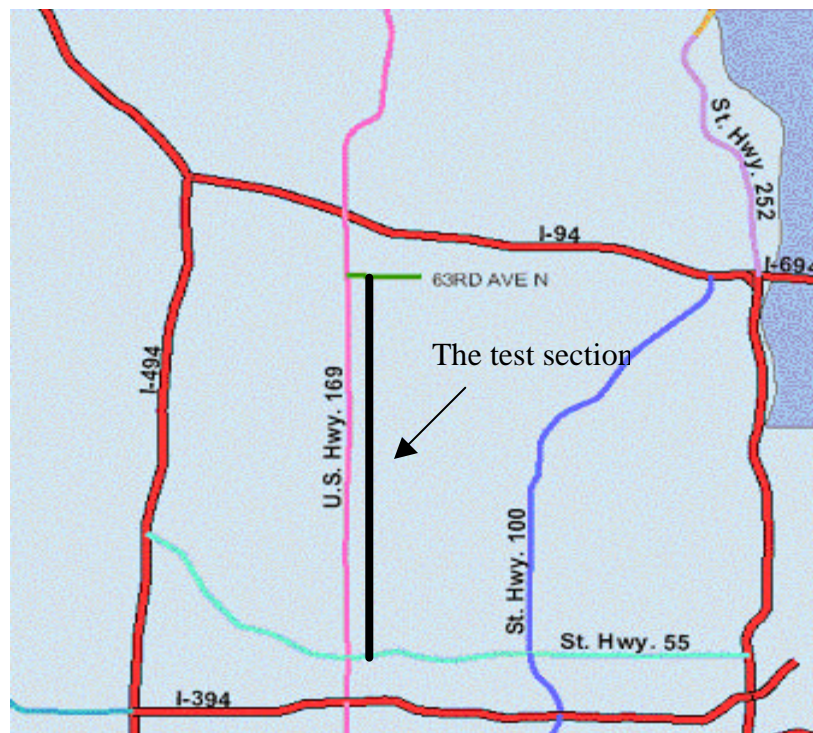 St. Hwy. 252
I-94
I-694
63RD AVE N
The test section
I-494
U.S. Hwy. 169
St. Hwy. 100
St. Hwy. 55
I-394